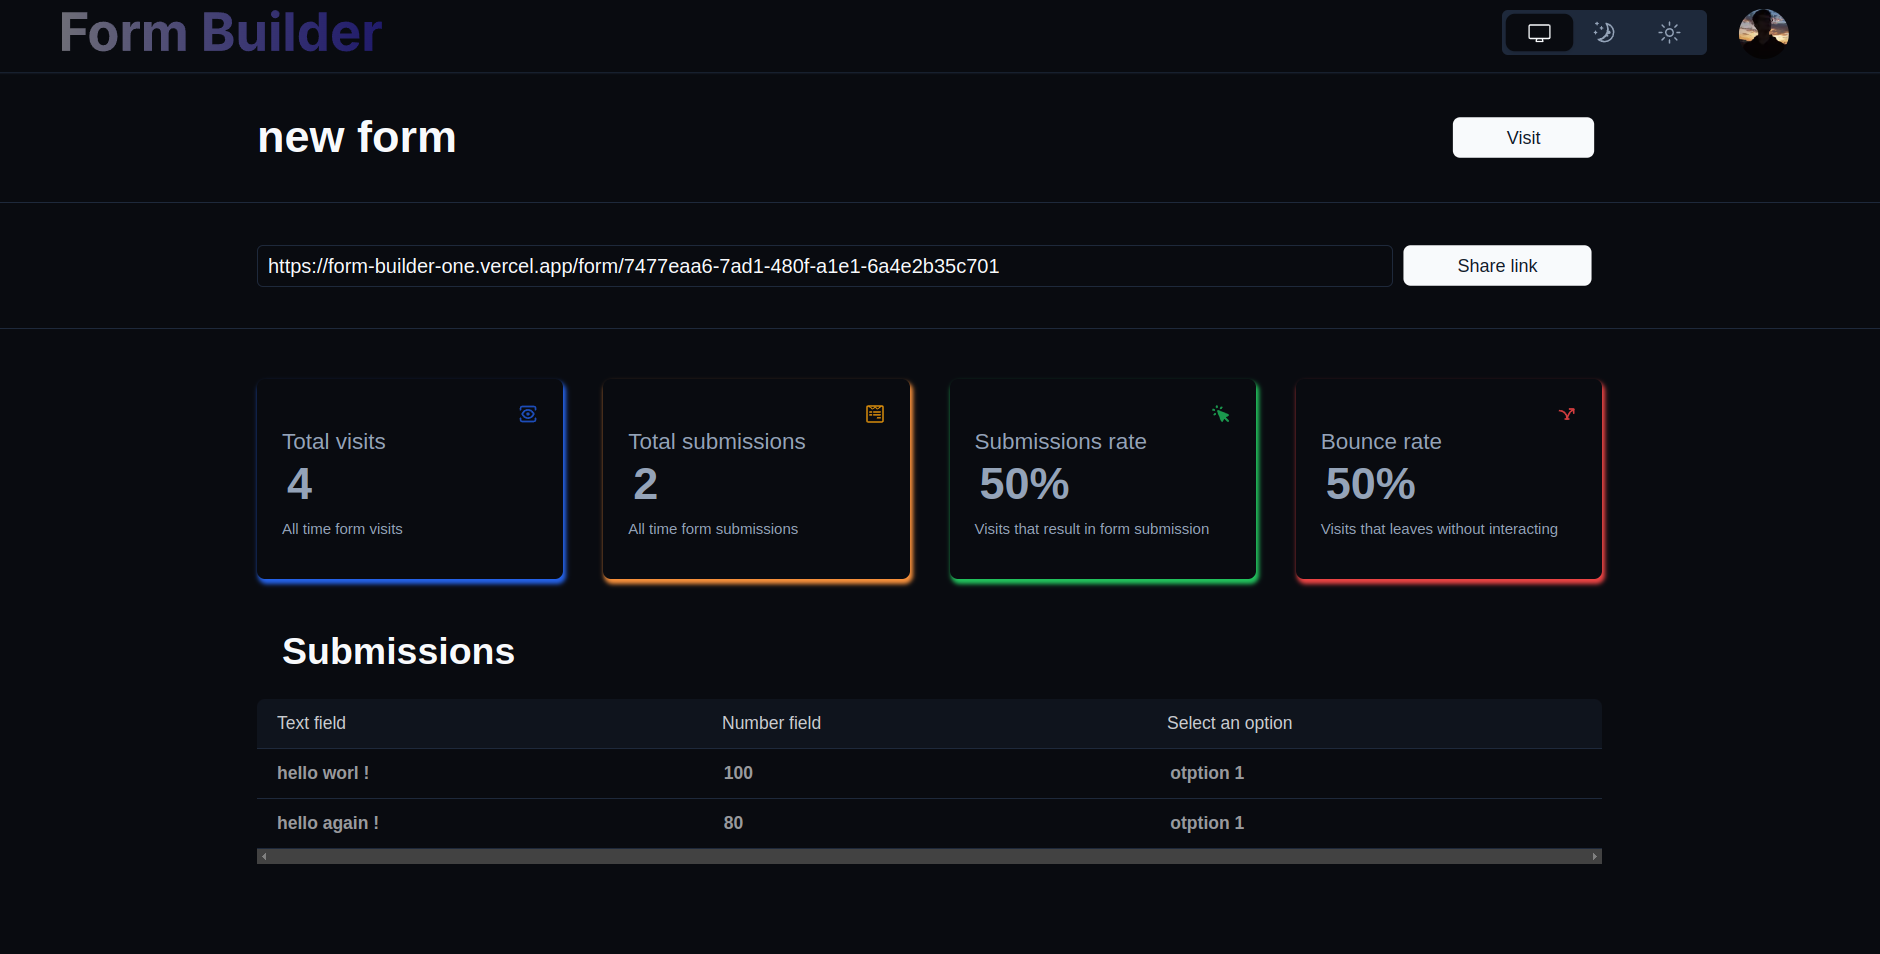 Form Builder
new form
Visit
https://form-builder-one.vercel.app/form/7477eaa6-7ad1-480f-a1e1-6a4e2b35c701
Share link
Total visits
4
All time form visits
Total submissions
2
All time form submissions
Submissions rate
50%
Visits that result in form submission
Bounce rate
50%
Visits that leaves without interacting
Submissions
Text field Number field Select an option
hello worl ! 100 otption 1
hello again ! 80 otption 1